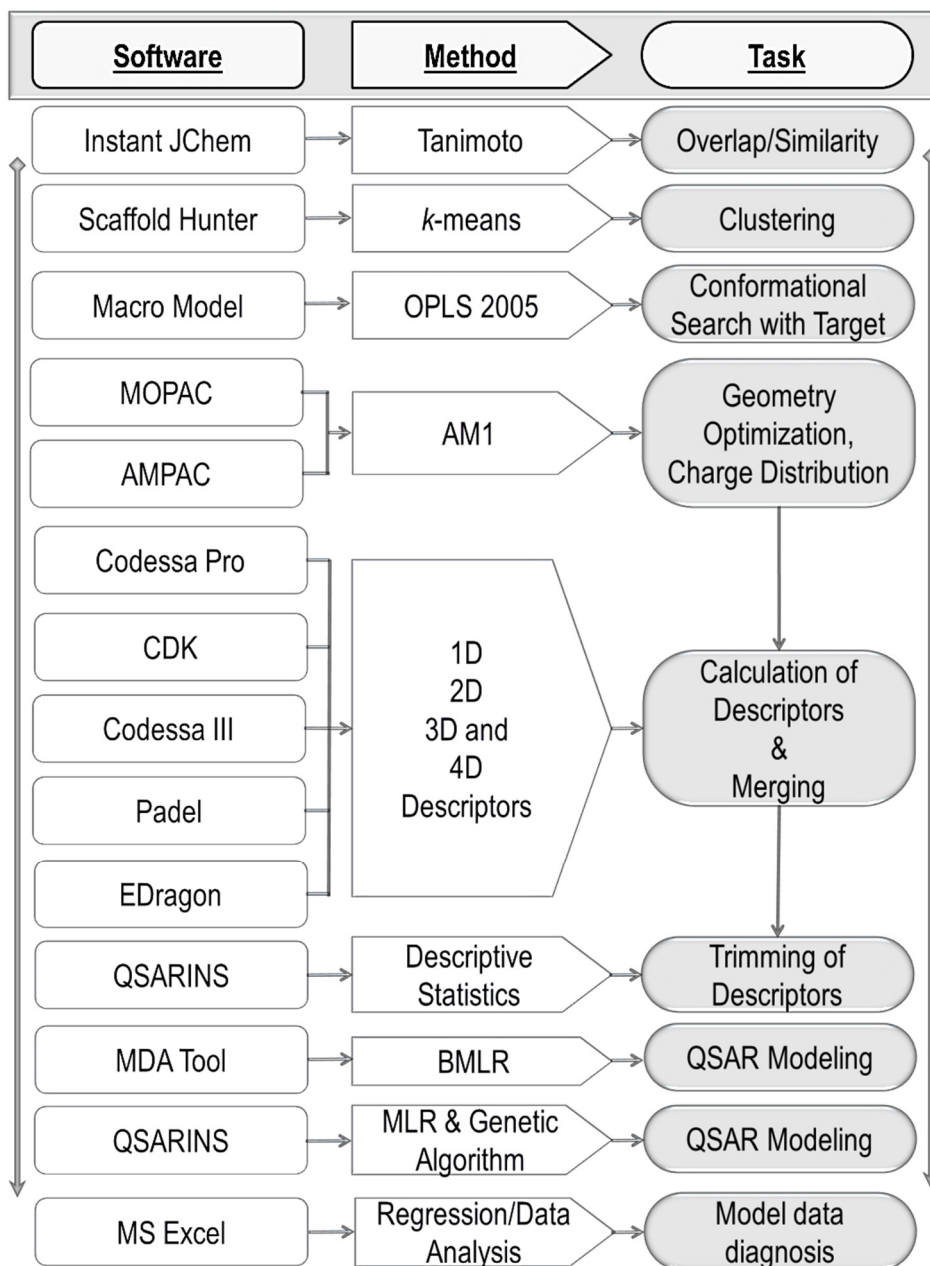 Software
Method
Task
Instant JChem
Tanimoto
Overlap/Similarity
Scaffold Hunter
k-means
Clustering
Macro Model
OPLS 2005
Conformational
Search with Target
MOPAC
AMPAC
AM1
Geometry
Optimization,
Charge Distribution
Codessa Pro
CDK
Codessa III
Padel
EDragon
1D
2D
3D and
4D
Descriptors
Calculation of
Descriptors
&
Merging
QSARINS
Descriptive
Statistics
Trimming of
Descriptors
MDA Tool
BMLR
QSAR Modeling
QSARINS
MLR & Genetic
Algorithm
QSAR Modeling
MS Excel
Regression/Data
Analysis
Model data
diagnosis